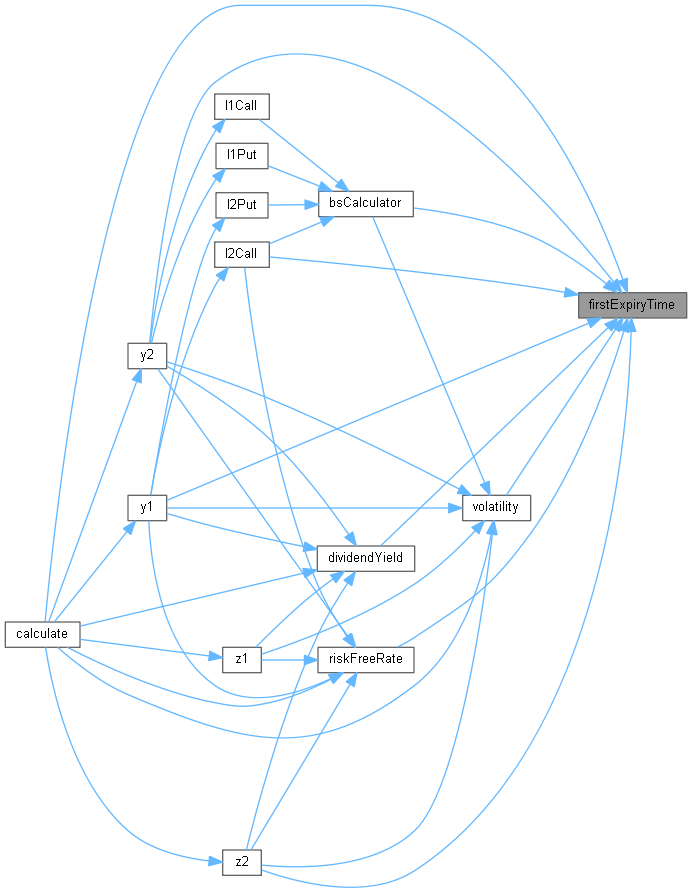 I1Call
I1Put
I2Put
bsCalculator
I2Call
firstExpiryTime
y2
y1
volatility
dividendYield
calculate
z1
riskFreeRate
z2